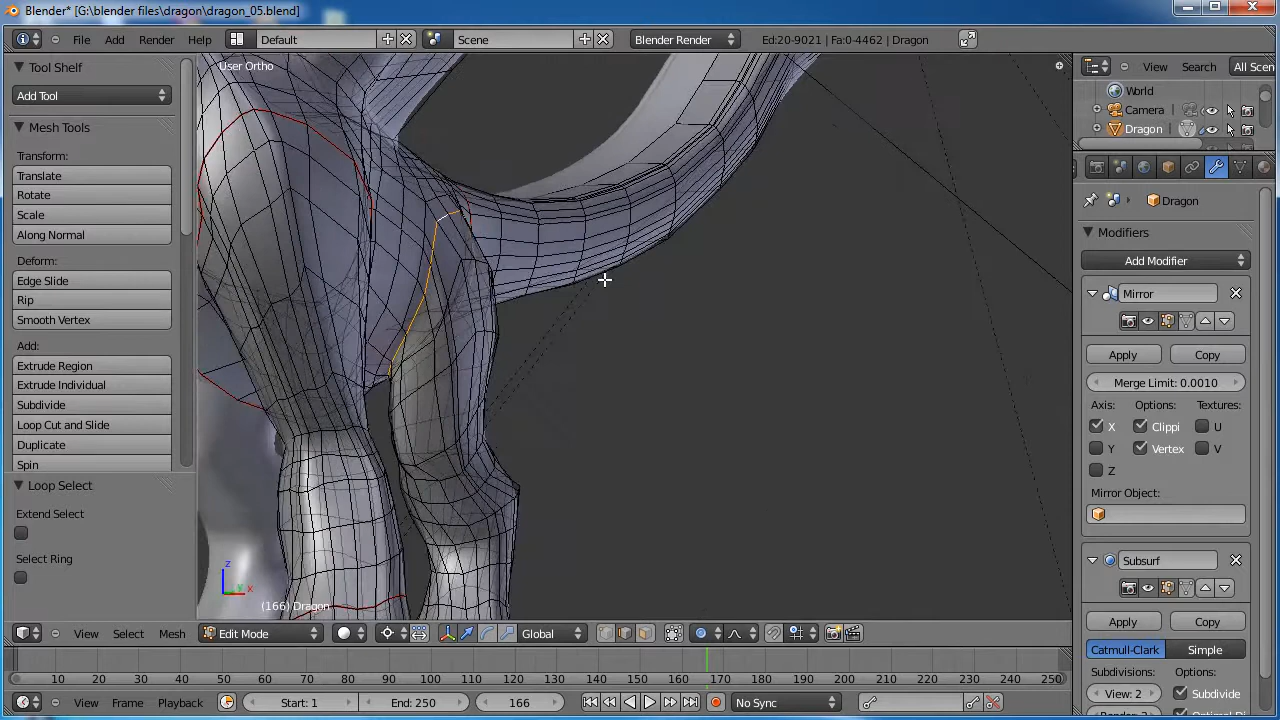 Blender* [G:\blender files\dragon\dragon_05.blend]
File Add Render Help Default Scene Blender Render Ed:20-9021 | Fa:0-4462 | Dragon
Tool Shelf
Add Tool
Mesh Tools
Transform:
Translate
Rotate
Scale
Along Normal
Deform:
Edge Slide
Rip
Smooth Vertex
Add:
Extrude Region
Extrude Individual
Subdivide
Loop Cut and Slide
Duplicate
Spin
Loop Select
Extend Select
Select Ring
User Ortho
z
y
x
(166) Dragon
View Select Mesh Edit Mode Global
View Search All Scen
World
Camera
Dragon
Dragon
Modifiers
Add Modifier
Mirror
Apply Copy
Merge Limit: 0.0010
Axis: Options: Textures:
X Clippi U
Y Vertex V
Z
Mirror Object:
Subsurf
Apply Copy
Catmull-Clark Simple
Subdivisions: Options:
View: 2 Subdivide
10 20 30 40 50 60 70 80 90 100 110 120 130 140 150 160 170 180 190 200 210 220 230 240 250
View Frame Playback Start: 1 End: 250 166 No Sync